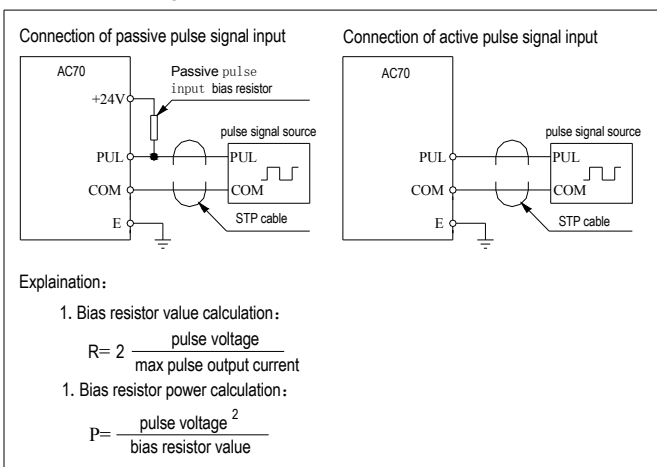 Connection of passive pulse signal input
AC70
+24V
Passive pulse
input bias resistor
pulse signal source
PUL
PUL
COM
COM
STP cable
E
Connection of active pulse signal input
AC70
pulse signal source
PUL
PUL
COM
COM
STP cable
E
Explaination：
1. Bias resistor value calculation：
R= 2 pulse voltage
max pulse output current
1. Bias resistor power calculation：
P= pulse voltage 2
bias resistor value